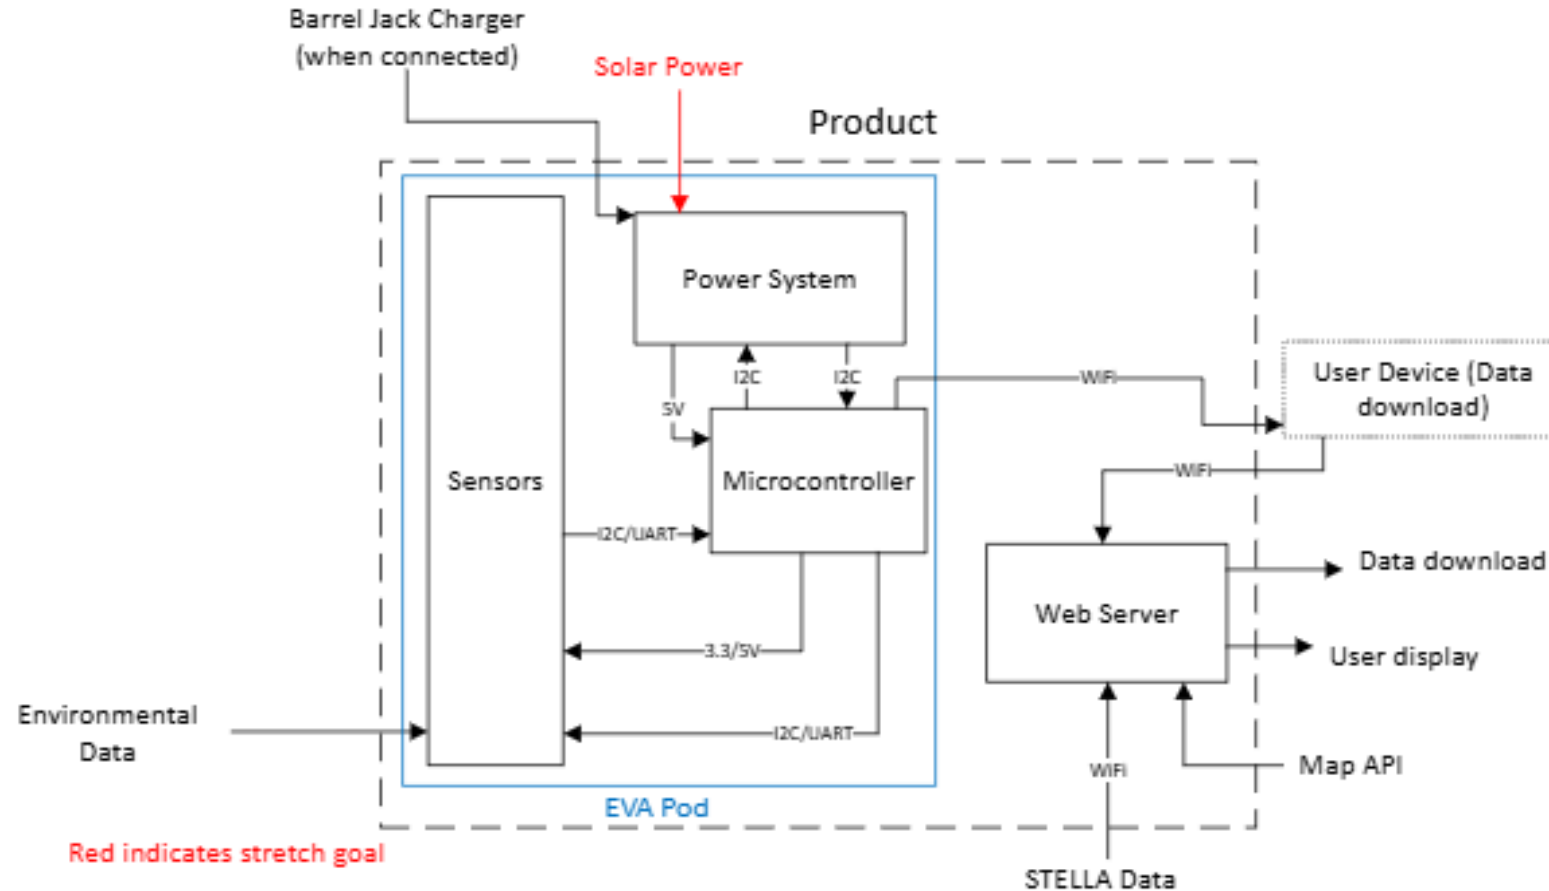 Barrel Jack Charger
(when connected)
Solar Power
Product
Power System
I2C
I2C
5V
WiFi
User Device (Data
download)
Sensors
Microcontroller
WiFi
I2C/UART
Data download
Web Server
3.3/5V
User display
Environmental
Data
I2C/UART
WiFi
Map API
EVA Pod
Red indicates stretch goal
STELLA Data